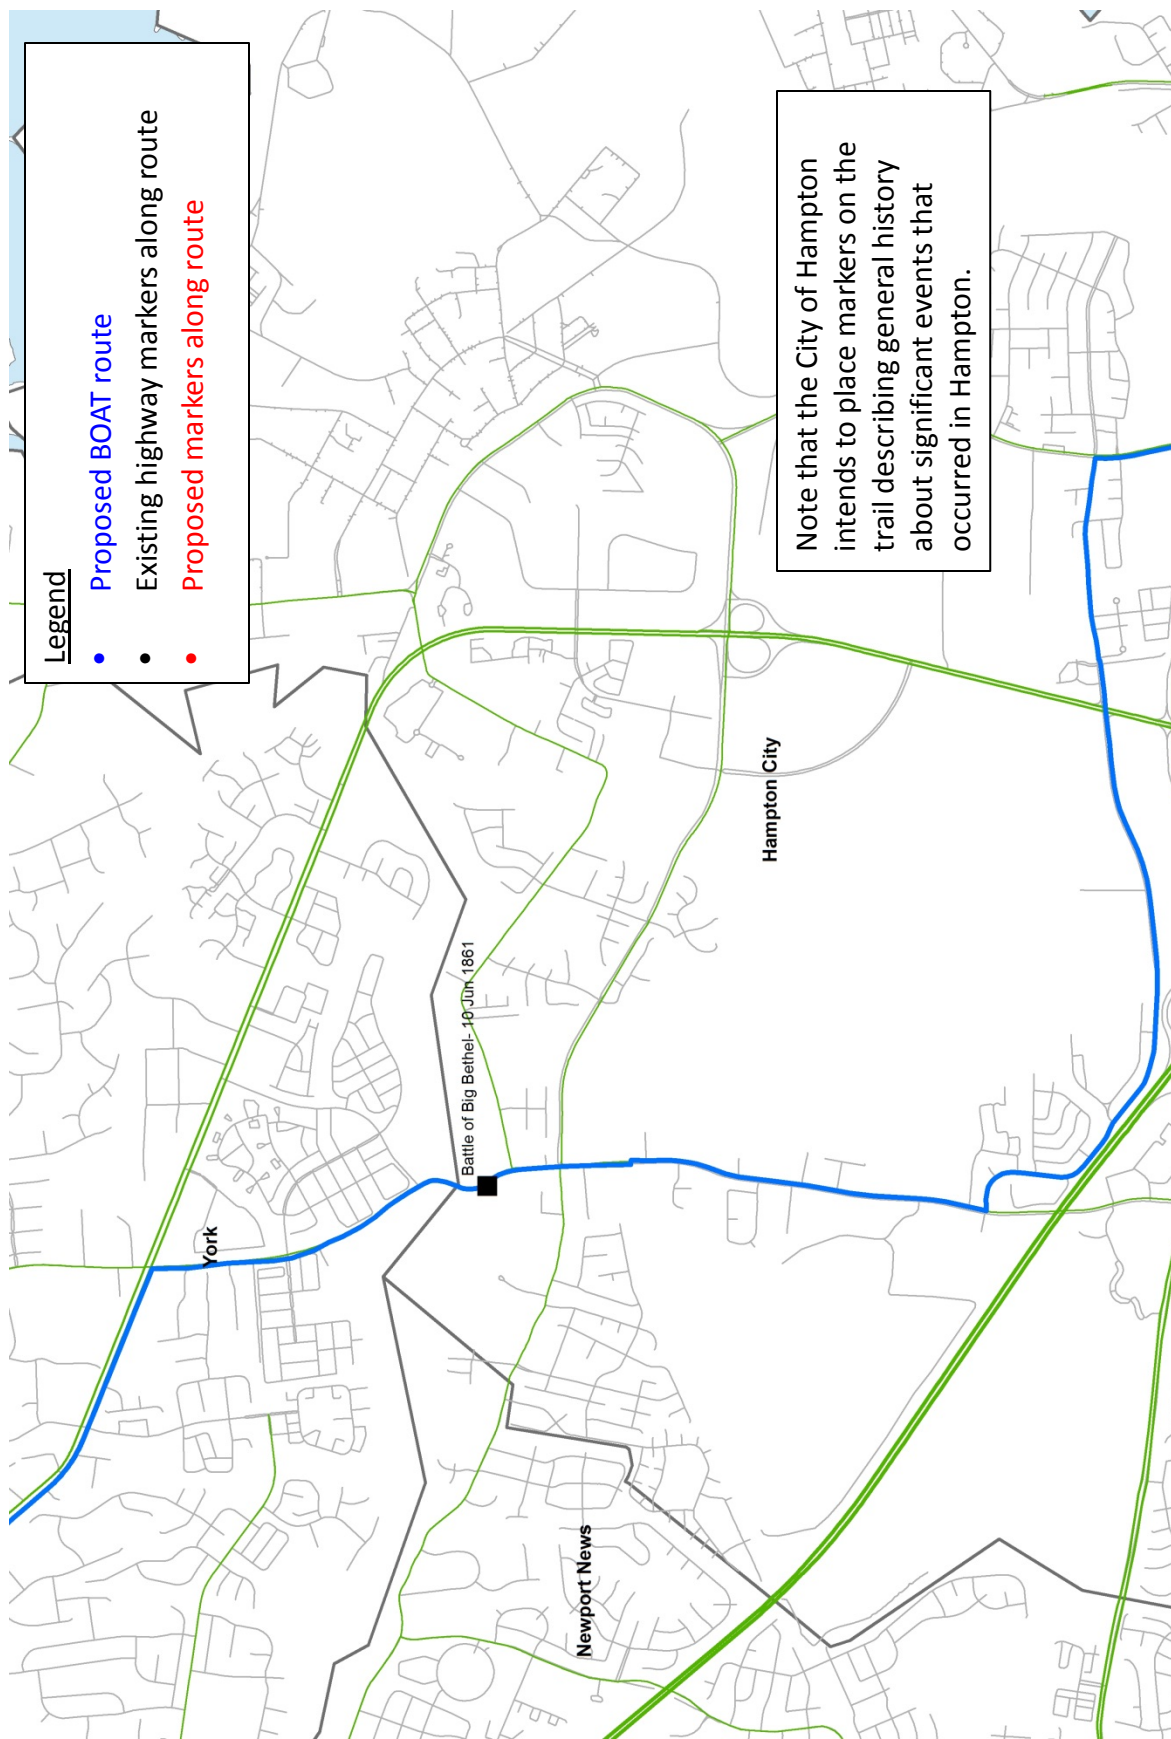 Legend
• Proposed BOAT route
• Existing highway markers along route
• Proposed markers along route
York
Battle of Big Bethel- 10 Jun 1861
Newport News
Hampton City
Note that the City of Hampton
intends to place markers on the
trail describing general history
about significant events that
occurred in Hampton.